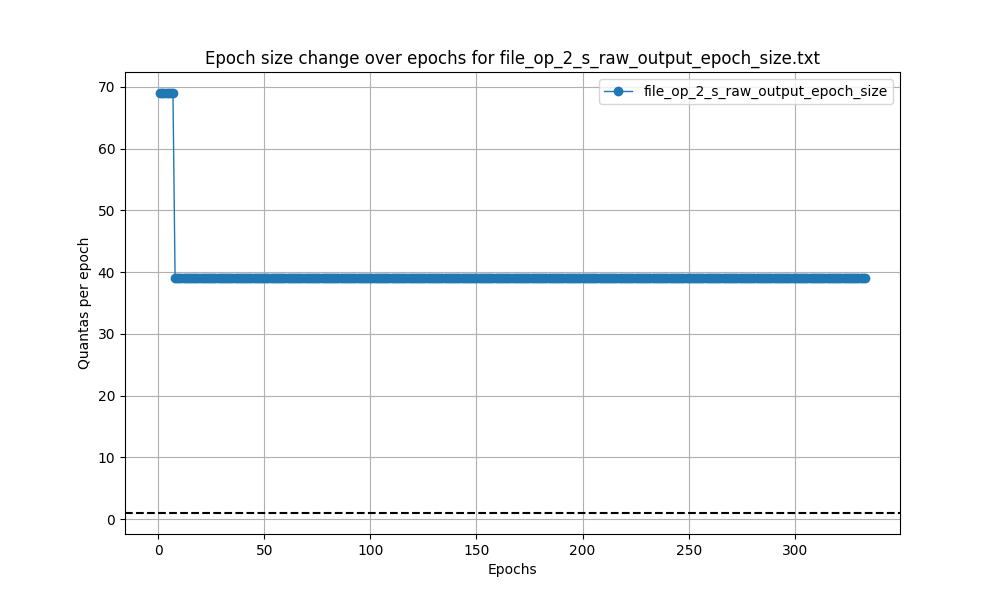 Epoch size change over epochs for file_op_2_s_raw_output_epoch_size.txt
file_op_2_s_raw_output_epoch_size
Quantas per epoch
70
60
50
40
30
20
10
0
0 50 100 150 200 250 300
Epochs